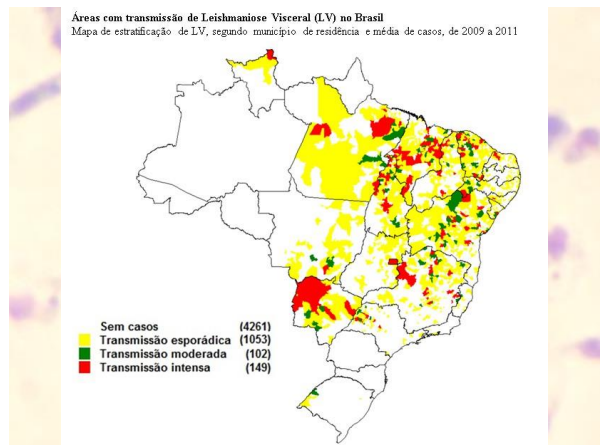 Áreas com transmissão de Leishmaniose Visceral (LV) no Brasil
Mapa de estratificação de LV, segundo município de residência e média de casos, de 2009 a 2011
Sem casos (4261)
Transmissão esporádica (1053)
Transmissão moderada (102)
Transmissão intensa (149)